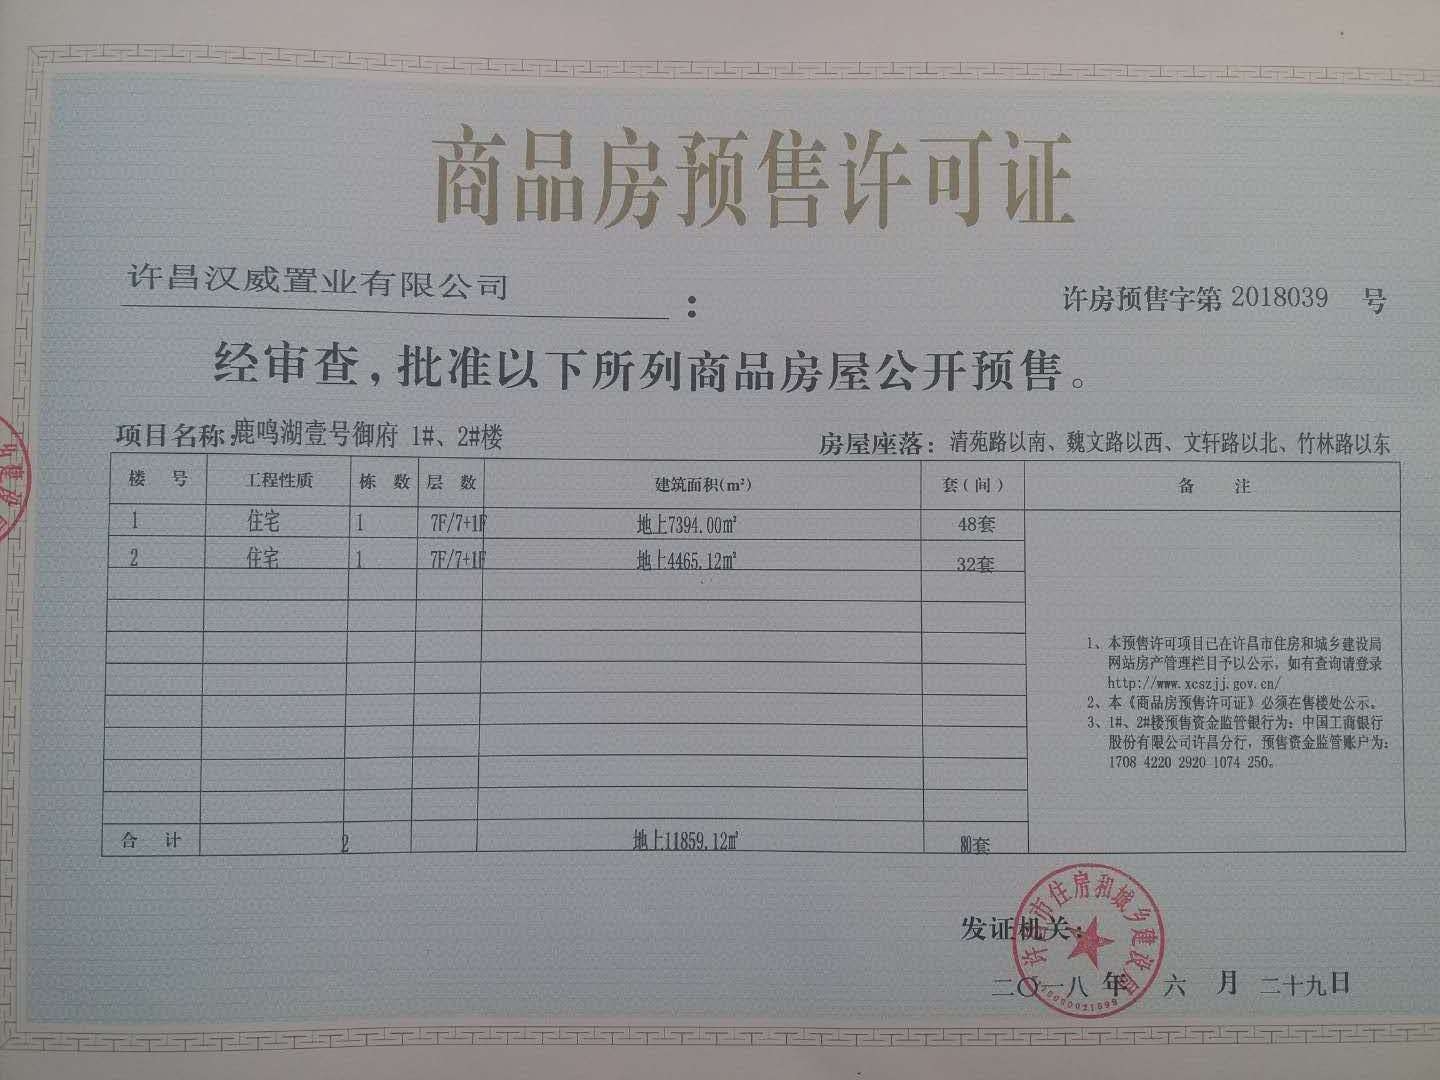 商品房预售许可证
许昌汉威置业有限公司 : 许房预售字第 2018039 号
经审查,批准以下所列商品房屋公开预售。
项目名称:鹿鸣湖壹号御府 1#、2#楼 房屋座落: 清苑路以南、魏文路以西、文轩路以北、竹林路以东
楼 号 工程性质 栋 数 层 数 建筑面积(m²) 套(间) 备 注
1 住宅 1 7F/7+1F 地上7394.00㎡ 48套
2 住宅 1 7F/7+1F 地上4465.12㎡ 32套
1、本预售许可项目已在许昌市住房和城乡建设局
网站房产管理栏目予以公示，如有查询请登录
http://www.xcszjj.gov.cn/
2、本《商品房预售许可证》必须在售楼处公示。
3、1#、2#楼预售资金监管银行为：中国工商银行
股份有限公司许昌分行，预售资金监管账户为：
1708 4220 2920 1074 250。
合 计 2 地上11859.12㎡ 80套
许昌市住房和城乡建设局
发证机关:
二〇一八 年 六 月 二十九日